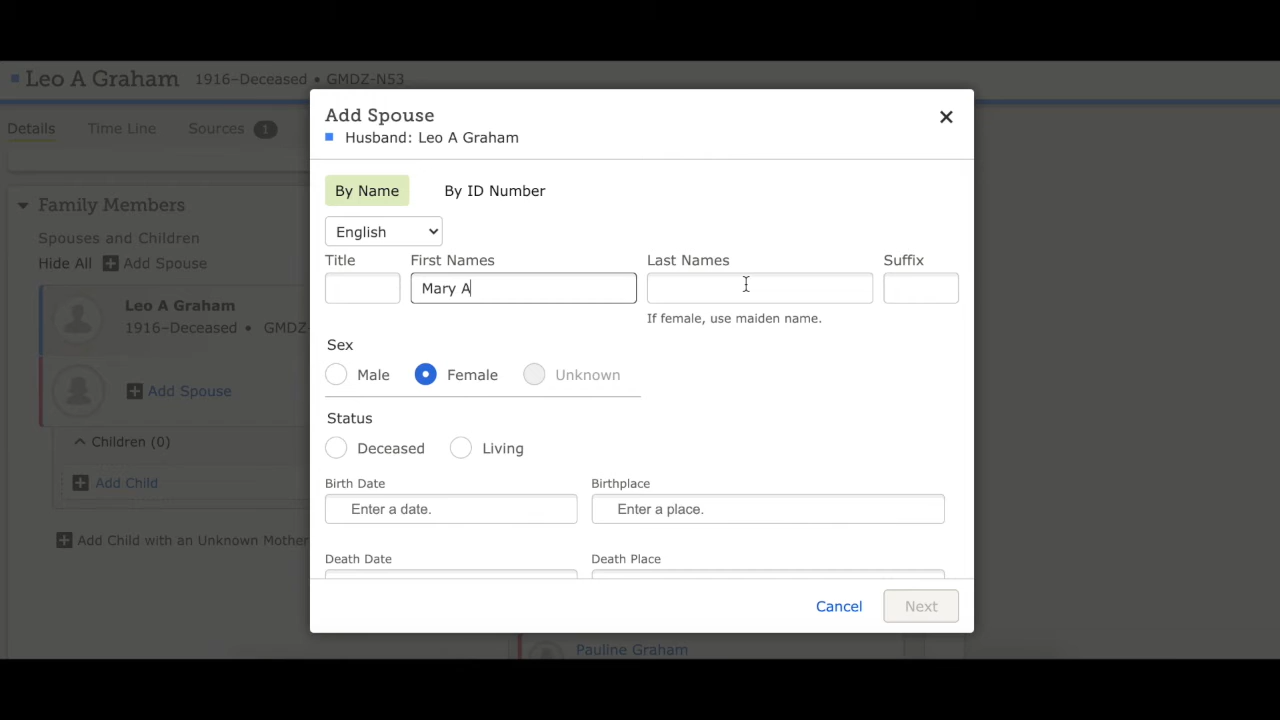 Leo A Graham 1916–Deceased • GMDZ-N53
Details Time Line Sources 1
Family Members
Spouses and Children
Hide All Add Spouse
Leo A Graham
1916–Deceased • GMDZ-
Add Spouse
Children (0)
Add Child
Add Child with an Unknown Mother
Pauline Graham
Add Spouse
Husband: Leo A Graham
By Name By ID Number
English
Title First Names Last Names Suffix
Mary A
If female, use maiden name.
Sex
Male Female Unknown
Status
Deceased Living
Birth Date Birthplace
Enter a date. Enter a place.
Death Date Death Place
Cancel Next